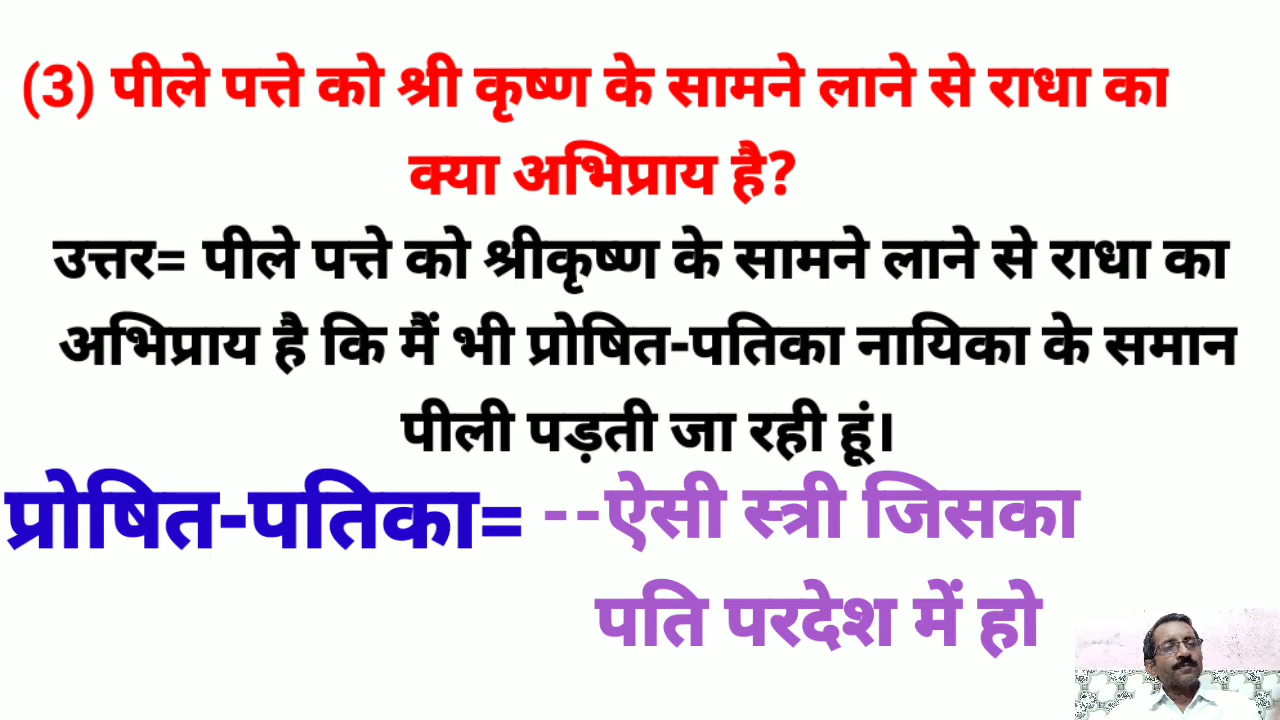 (3) पीले पत्ते को श्री कृष्ण के सामने लाने से राधा का
क्या अभिप्राय है?
उत्तर= पीले पत्ते को श्रीकृष्ण के सामने लाने से राधा का
अभिप्राय है कि मैं भी प्रोषित-पतिका नायिका के समान
पीली पड़ती जा रही हूं।
प्रोषित-पतिका= --ऐसी स्त्री जिसका
पति परदेश में हो